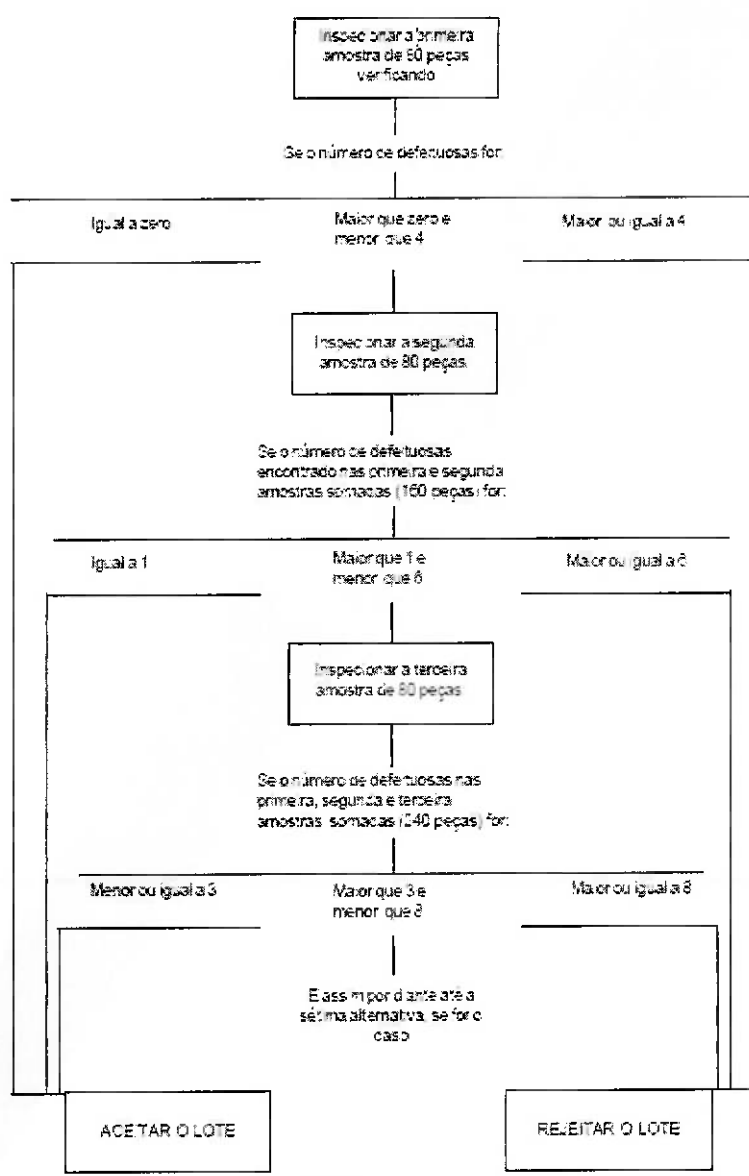 Inspecionar a primeira
amostra de 80 peças
verificando
Se o número de defeituosas for:
Igual a zero
Maior que zero e
menor que 4
Maior ou igual a 4
Inspecionar a segunda
amostra de 80 peças
Se o número de defeituosas
encontrado nas primeira e segunda
amostras somadas (160 peças) for:
Igual a 1
Maior que 1 e
menor que 6
Maior ou igual a 6
Inspecionar a terceira
amostra de 80 peças
Se o número de defeituosas nas
primeira, segunda e terceira
amostras somadas (240 peças) for:
Menor ou igual a 3
Maior que 3 e
menor que 8
Maior ou igual a 8
E assim por diante até a
sétima alternativa, se for o
caso
ACEITAR O LOTE
REJEITAR O LOTE